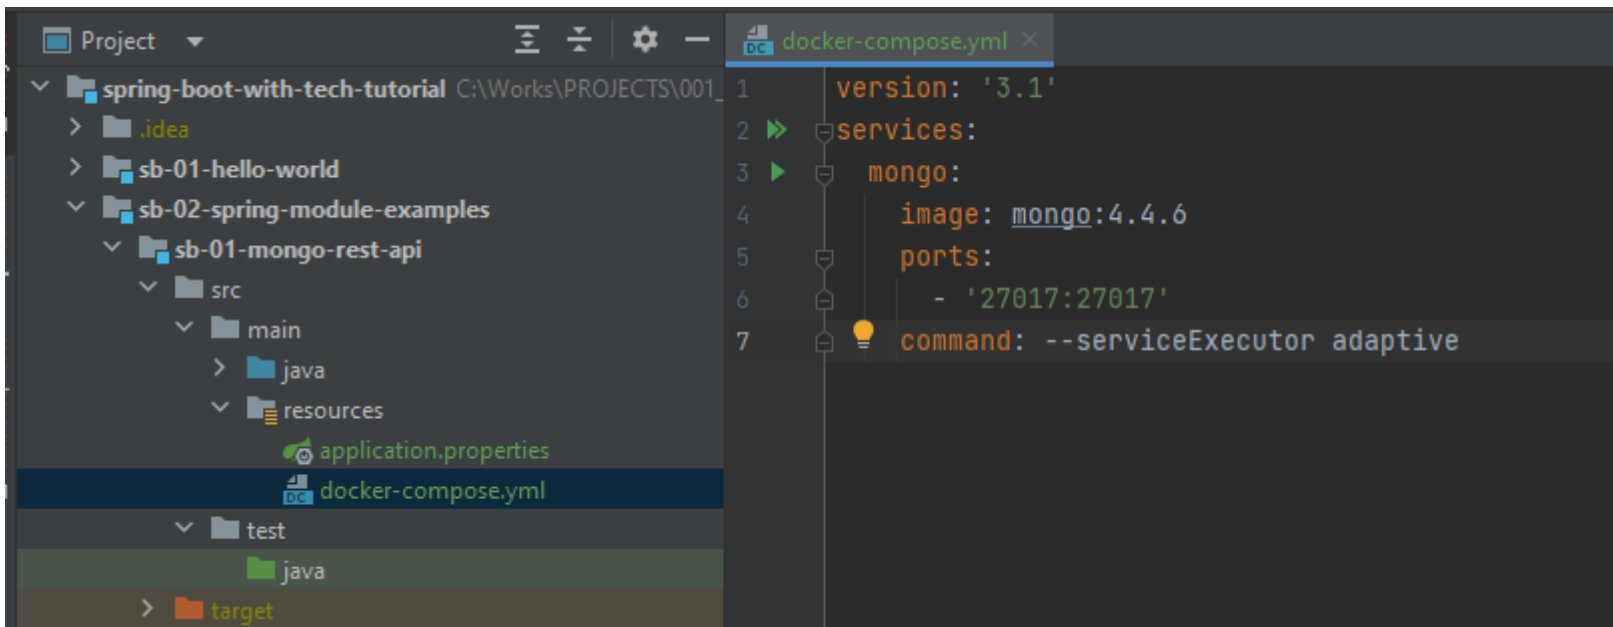 Project
spring-boot-with-tech-tutorial C:\Works\PROJECTS\001_
.idea
sb-01-hello-world
sb-02-spring-module-examples
sb-01-mongo-rest-api
src
main
java
resources
application.properties
DC docker-compose.yml
test
java
target
DC docker-compose.yml
1 version: '3.1'
2 services:
3 mongo:
4 image: mongo:4.4.6
5 ports:
6 - '27017:27017'
7 command: --serviceExecutor adaptive